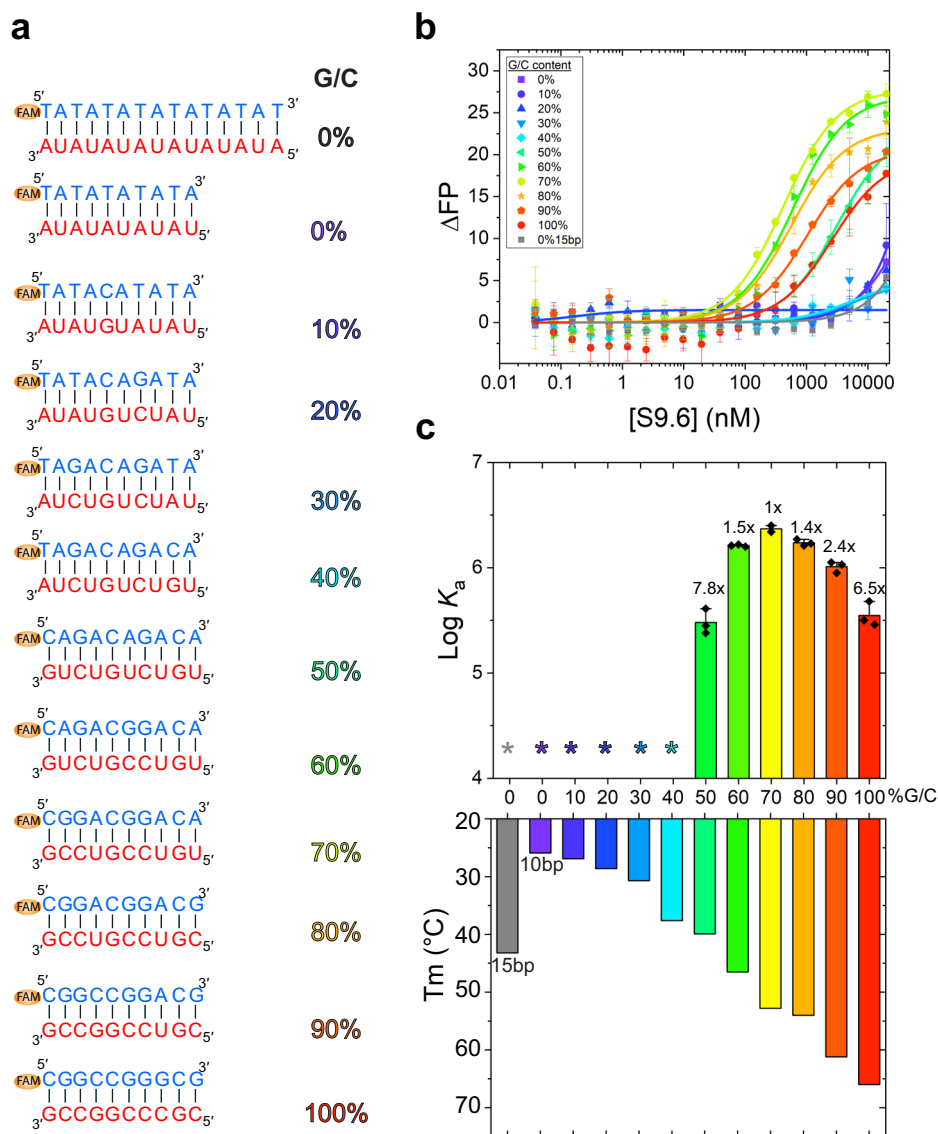 a
G/C
5′ 3′
FAM TATATATATATATAT
AUAUAUAUAUAUAUA
3′ 5′
0%
5′ 3′
FAM TATATATATA
AUAUAUAUAU
3′ 5′
0%
5′ 3′
FAM TATACATATA
AUAUGUAUAU
3′ 5′
10%
5′ 3′
FAM TATACAGATA
AUAUGUCUAU
3′ 5′
20%
5′ 3′
FAM TAGACAGATA
AUCUGUCUAU
3′ 5′
30%
5′ 3′
FAM TAGACAGACA
AUCUGUCUGU
3′ 5′
40%
5′ 3′
FAM CAGACAGACA
GUCUGUCUGU
3′ 5′
50%
5′ 3′
FAM CAGACGGACA
GUCUGCCUGU
3′ 5′
60%
5′ 3′
FAM CGGACGGACA
GCCUGCCUGU
3′ 5′
70%
5′ 3′
FAM CGGACGGACG
GCCUGCCUGC
3′ 5′
80%
5′ 3′
FAM CGGCCGGACG
GCCGGCCUGC
3′ 5′
90%
5′ 3′
FAM CGGCCGGGCG
GCCGGCCCGC
3′ 5′
100%
b
ΔFP
30
25
20
15
10
5
0
G/C content
0%
10%
20%
30%
40%
50%
60%
70%
80%
90%
100%
0%15bp
0.01 0.1 1 10 100 1000 10000
[S9.6] (nM)
c
Log Ka
7
6
5
4
* * * * * *
7.8x
1.5x
1x
1.4x
2.4x
6.5x
0 0 10 20 30 40 50 60 70 80 90 100 %G/C
Tm (°C)
20
30
40
50
60
70
10bp
15bp